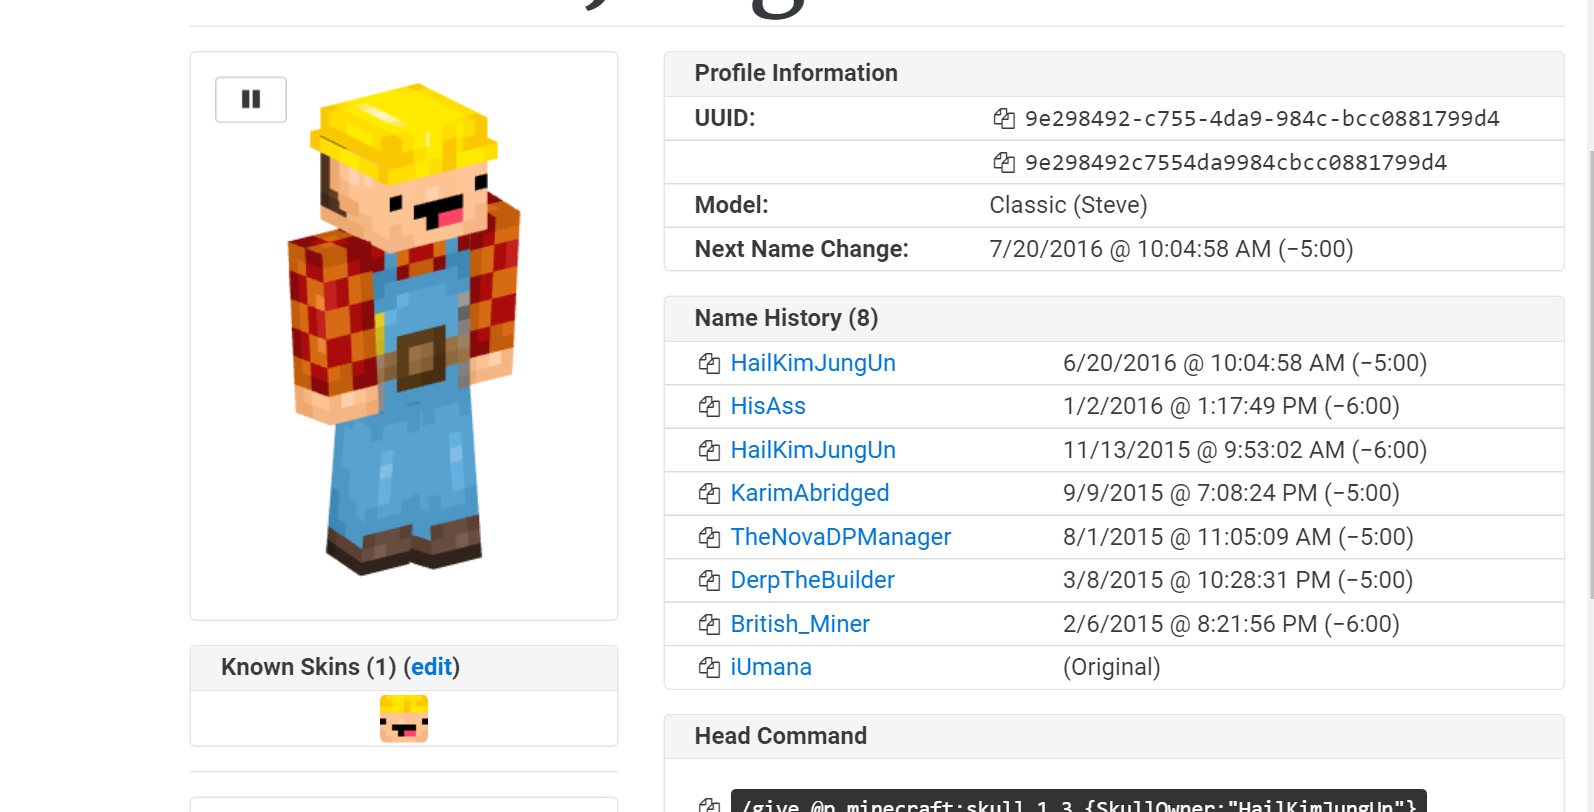 Profile Information
UUID: 9e298492-c755-4da9-984c-bcc0881799d4
9e298492c7554da9984cbcc0881799d4
Model: Classic (Steve)
Next Name Change: 7/20/2016 @ 10:04:58 AM (−5:00)
Name History (8)
HailKimJungUn 6/20/2016 @ 10:04:58 AM (−5:00)
HisAss 1/2/2016 @ 1:17:49 PM (−6:00)
HailKimJungUn 11/13/2015 @ 9:53:02 AM (−6:00)
KarimAbridged 9/9/2015 @ 7:08:24 PM (−5:00)
TheNovaDPManager 8/1/2015 @ 11:05:09 AM (−5:00)
DerpTheBuilder 3/8/2015 @ 10:28:31 PM (−5:00)
British_Miner 2/6/2015 @ 8:21:56 PM (−6:00)
iUmana (Original)
Known Skins (1) (edit)
Head Command
/give @p minecraft:skull 1 3 {SkullOwner:"HailKimJungUn"}